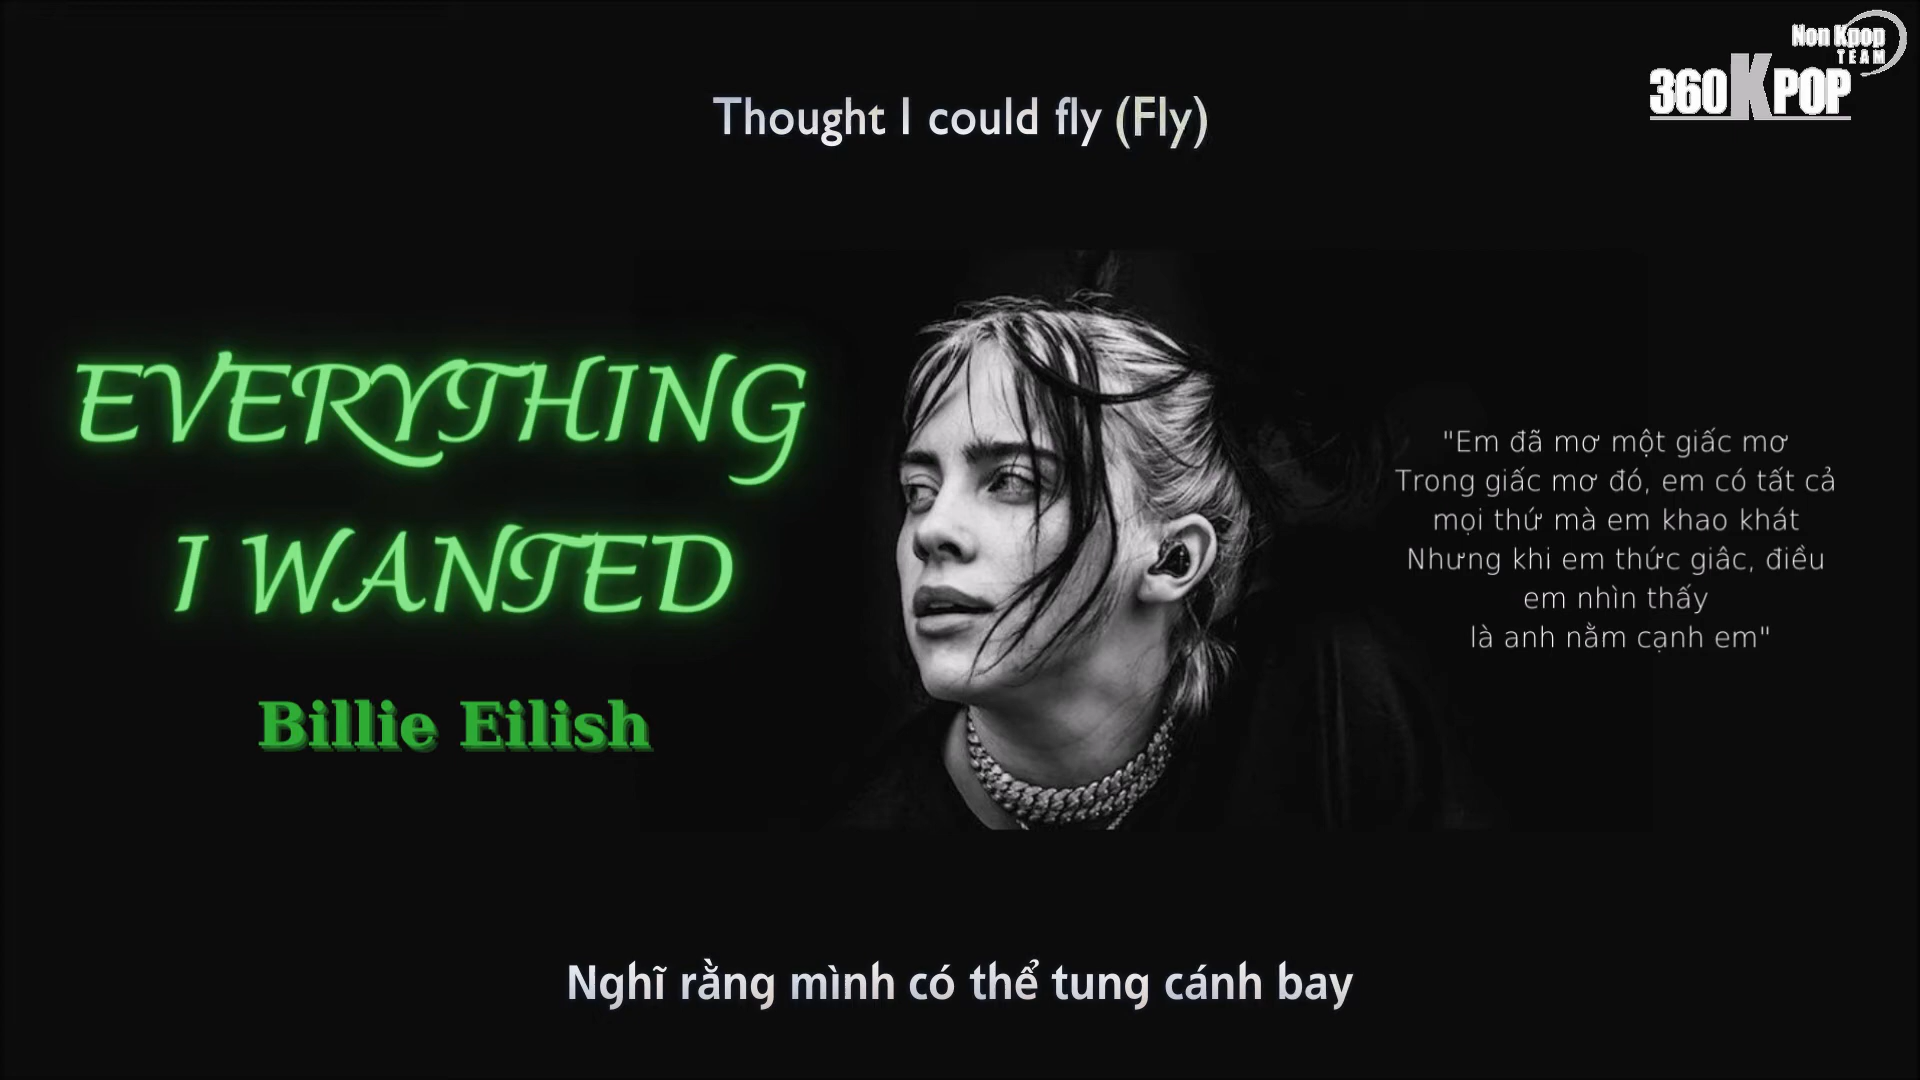 Non Kpop
TEAM
360KPOP
Thought I could fly (Fly)
EVERYTHING
I WANTED
Billie Eilish
"Em đã mơ một giấc mơ
Trong giấc mơ đó, em có tất cả
mọi thứ mà em khao khát
Nhưng khi em thức giâc, điều
em nhìn thấy
là anh nằm cạnh em"
Nghĩ rằng mình có thể tung cánh bay